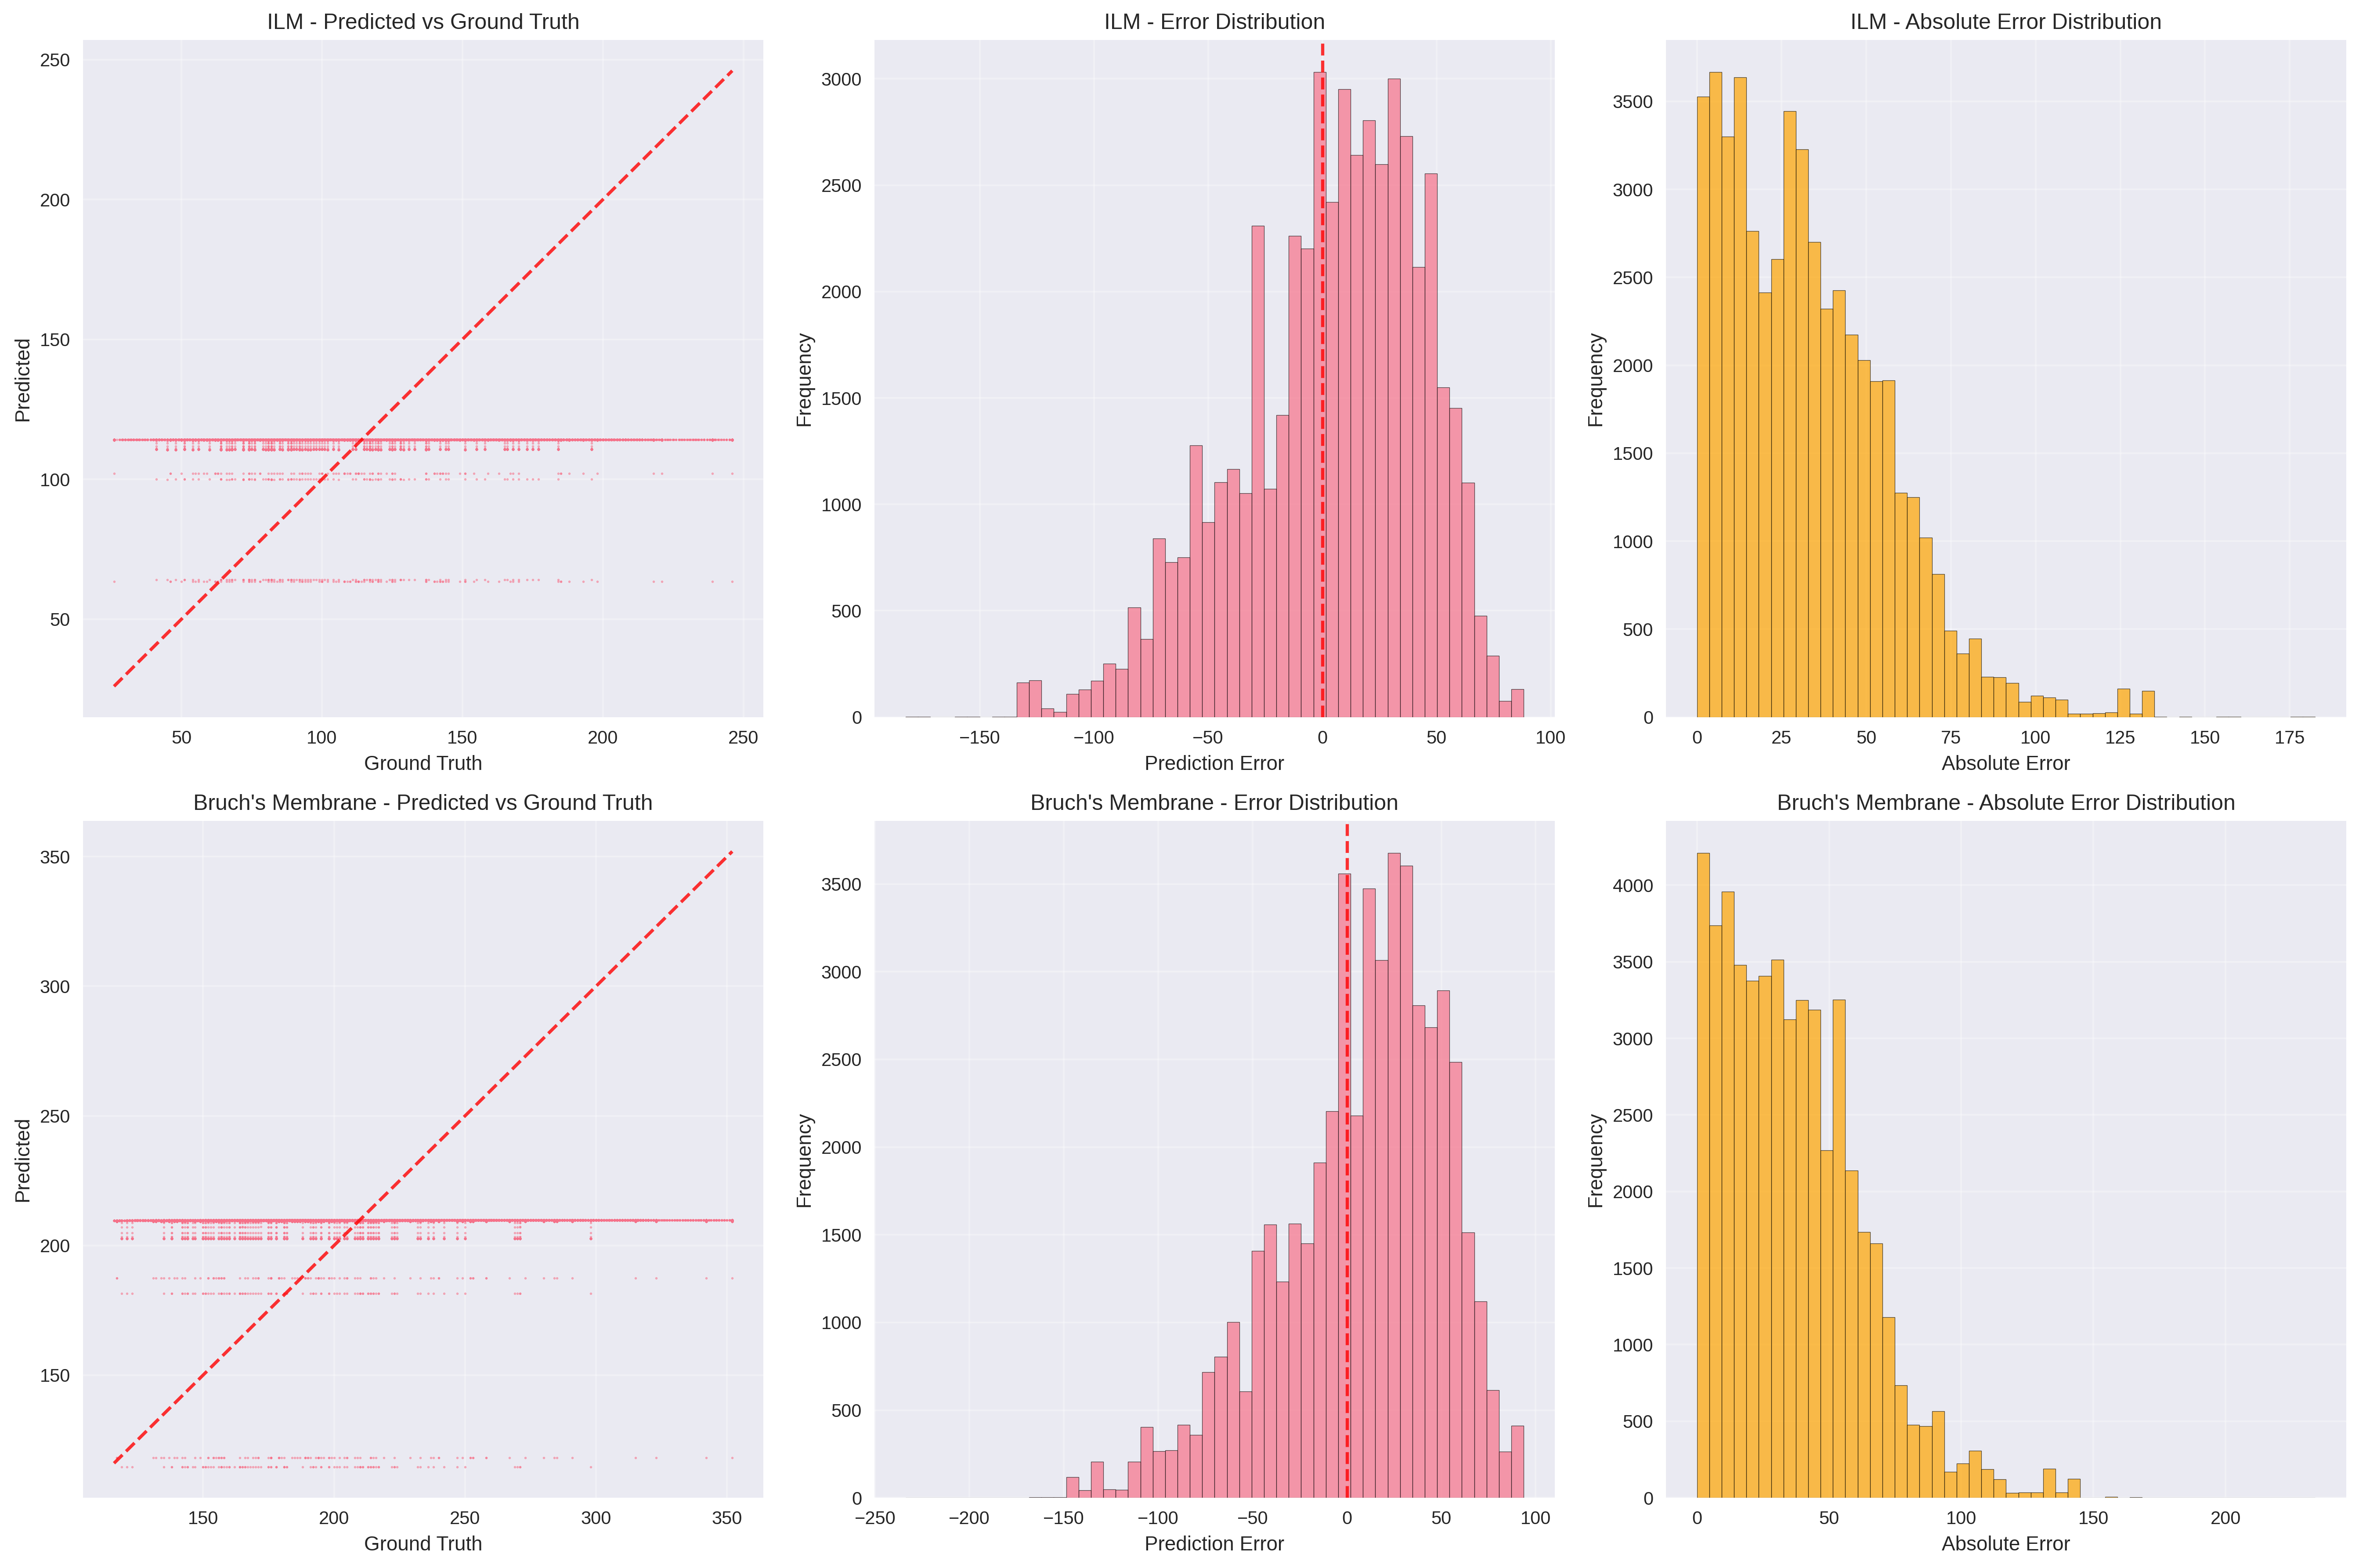 ILM - Predicted vs Ground Truth
250
200
150
100
50
Predicted
50 100 150 200 250
Ground Truth
ILM - Error Distribution
3000
2500
2000
1500
1000
500
0
Frequency
−150 −100 −50 0 50 100
Prediction Error
ILM - Absolute Error Distribution
3500
3000
2500
2000
1500
1000
500
0
Frequency
0 25 50 75 100 125 150 175
Absolute Error
Bruch's Membrane - Predicted vs Ground Truth
350
300
250
200
150
Predicted
150 200 250 300 350
Ground Truth
Bruch's Membrane - Error Distribution
3500
3000
2500
2000
1500
1000
500
0
Frequency
−250 −200 −150 −100 −50 0 50 100
Prediction Error
Bruch's Membrane - Absolute Error Distribution
4000
3500
3000
2500
2000
1500
1000
500
0
Frequency
0 50 100 150 200
Absolute Error